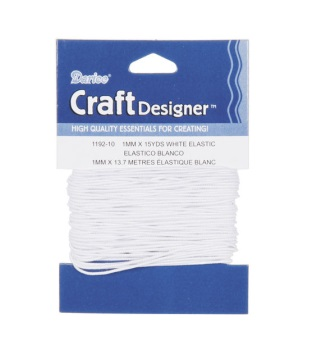 Darice
Craft Designer™
HIGH QUALITY ESSENTIALS FOR CREATING!
1192-10 1MM X 15YDS WHITE ELASTIC
ELASTICO-BLANCO
1MM X 13.7 METRES ÉLASTIQUE BLANC